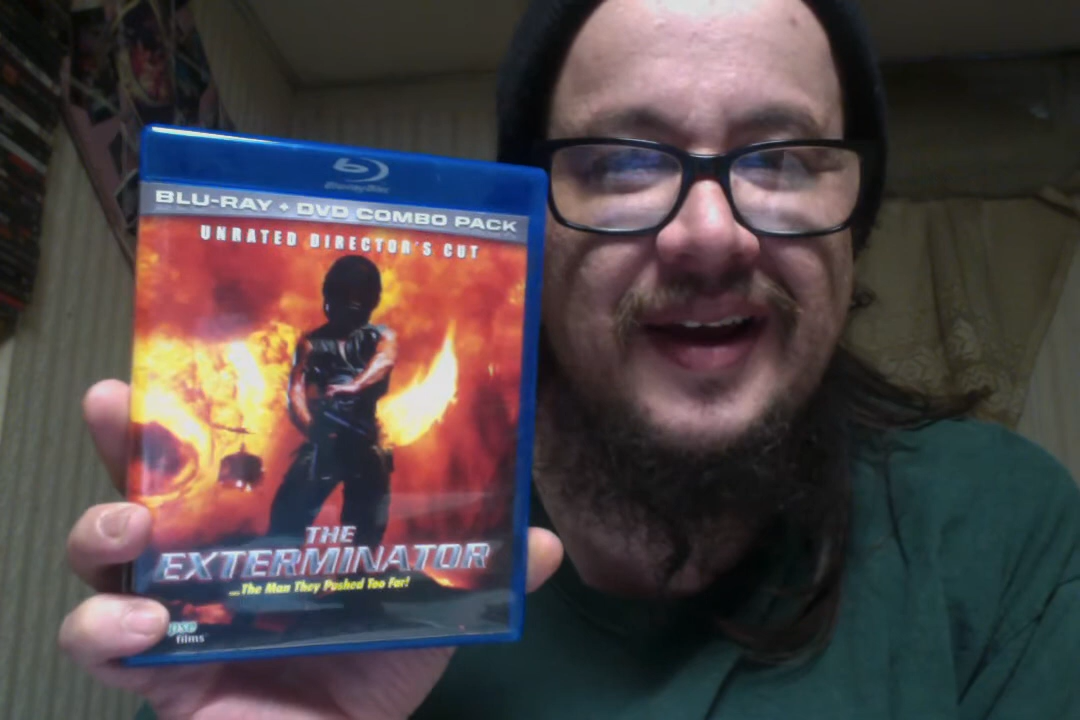 Blu-ray Disc
BLU-RAY + DVD COMBO PACK
UNRATED DIRECTOR'S CUT
THE
EXTERMINATOR
...The Man They Pushed Too Far!
films